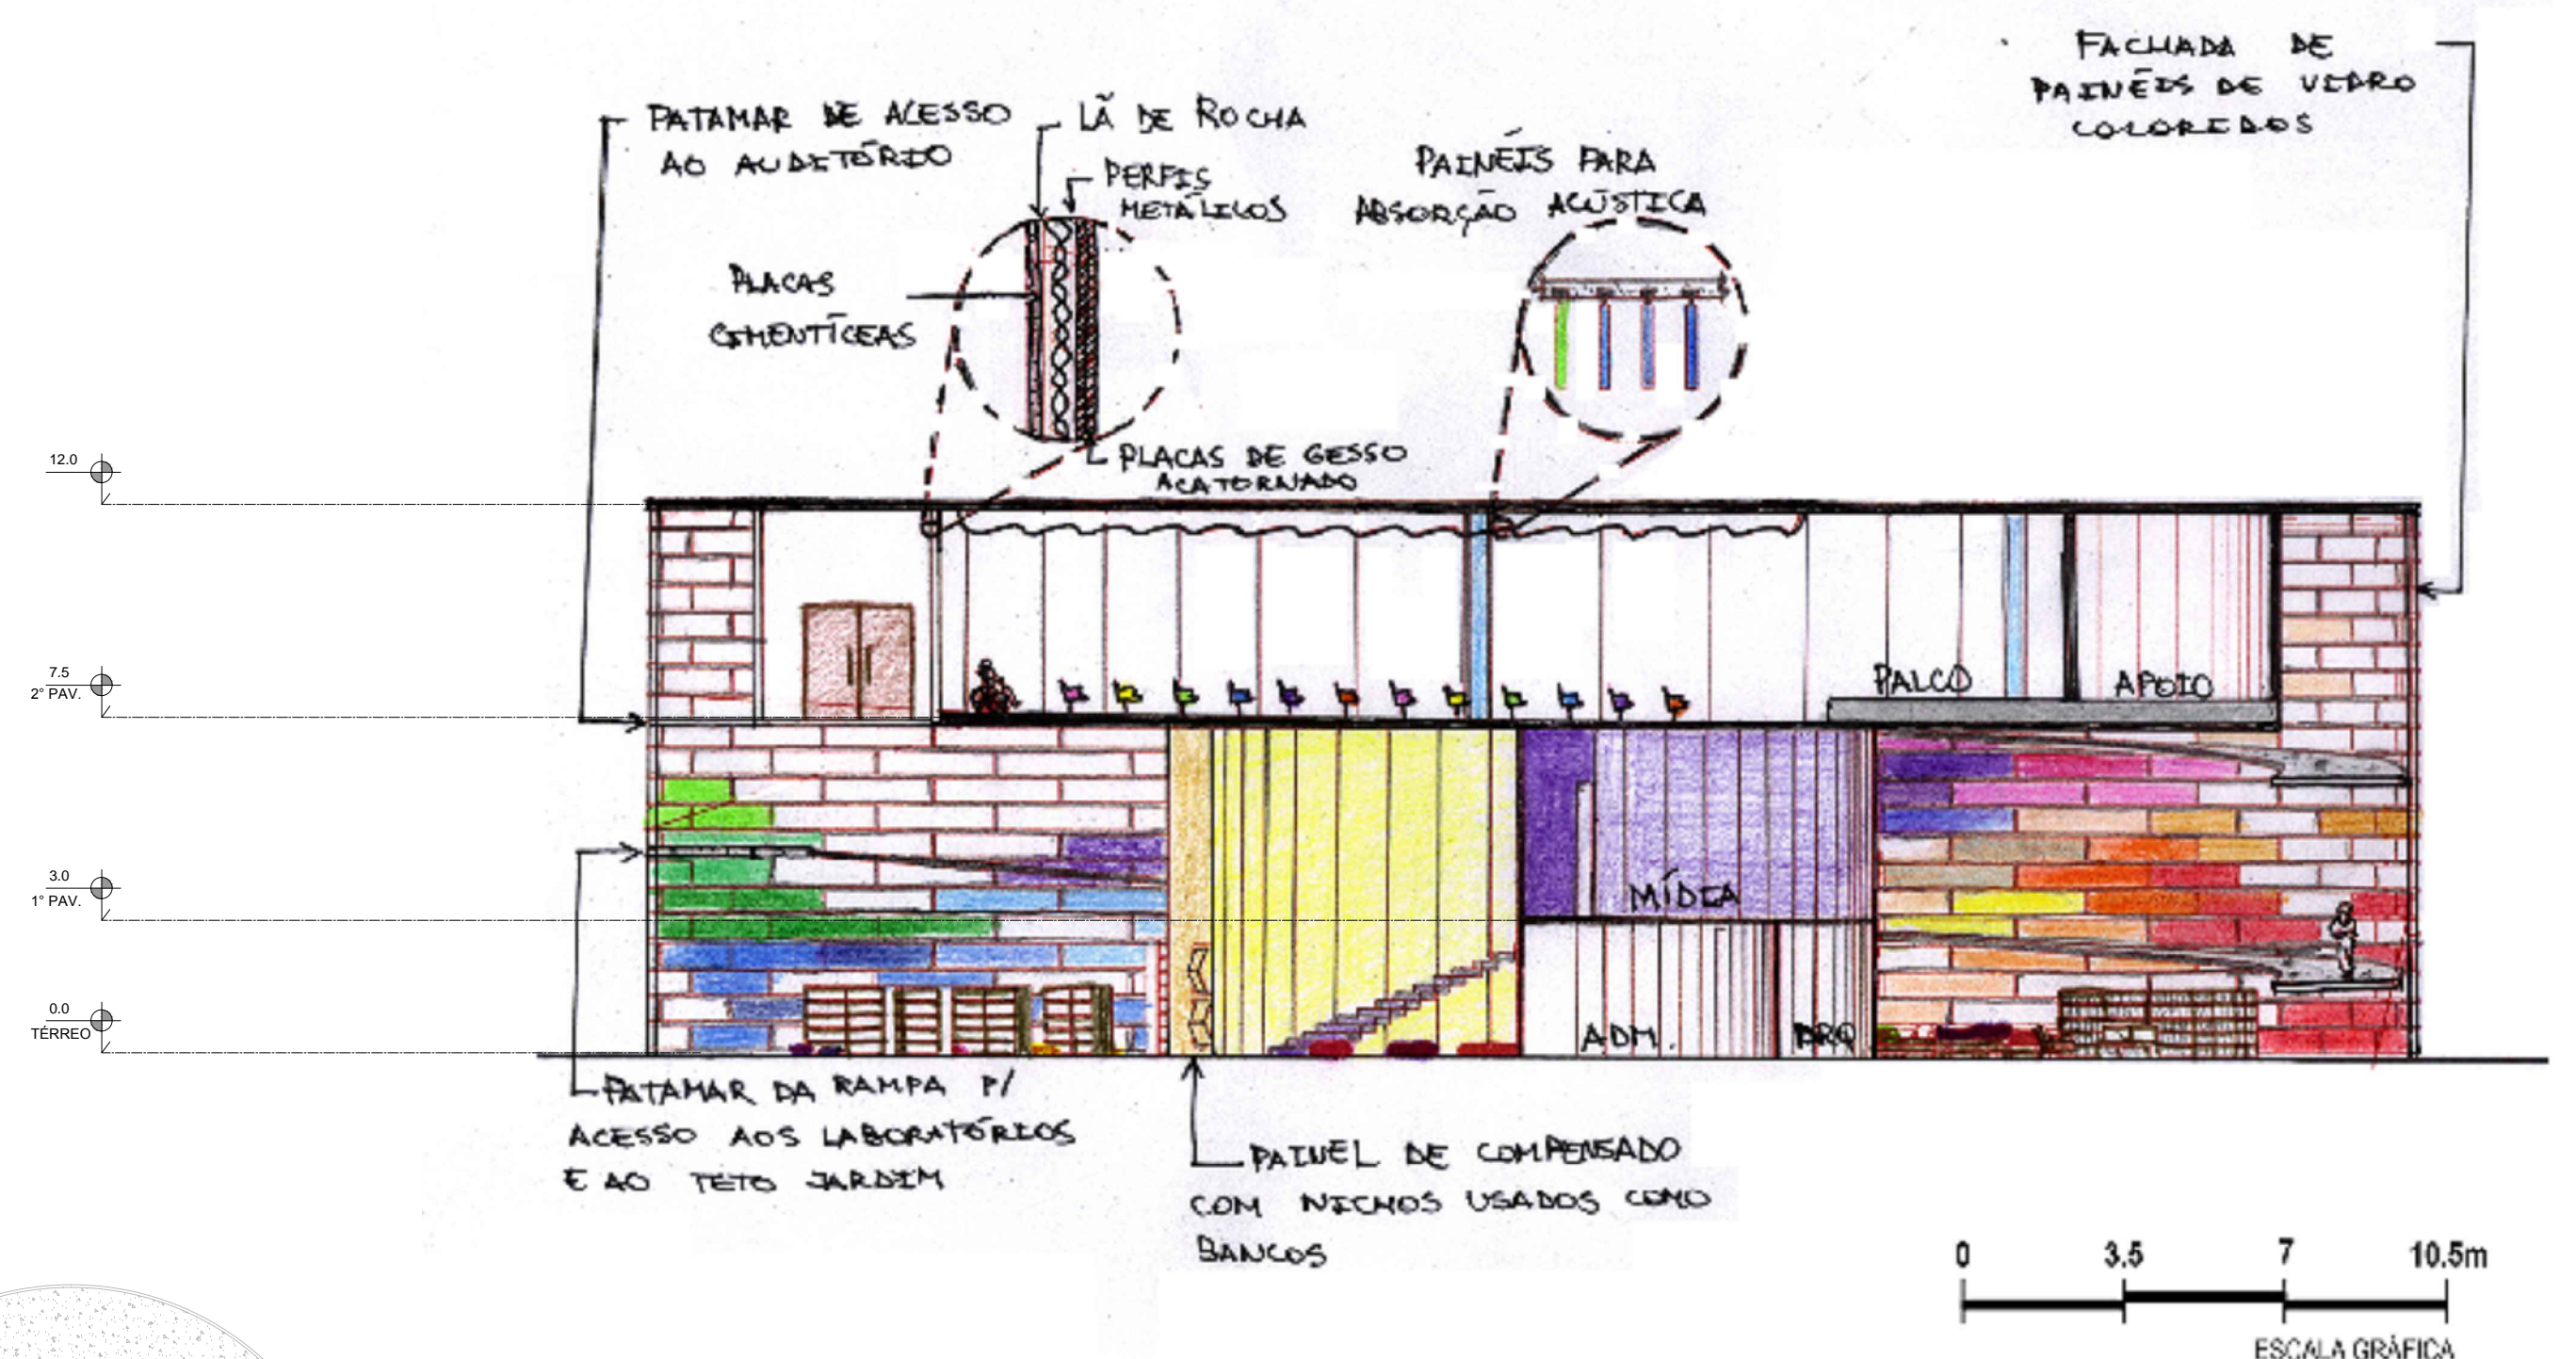 FACHADA DE
PAINÉIS DE VIDRO
COLORIDOS
PATAMAR DE ACESSO
AO AUDITÓRIO
LÃ DE ROCHA
PERFIS
METÁLICOS
PAINÉIS PARA
ABSORÇÃO ACÚSTICA
PLACAS
CIMENTÍCEAS
PLACAS DE GESSO
ACATORNADO
12.0
7.5
2° PAV.
PALCO
APOIO
3.0
1° PAV.
MÍDIA
0.0
TÉRREO
ADM.
DRQ
PATAMAR DA RAMPA P/
ACESSO AOS LABORATÓRIOS
E AO TETO JARDIM
PAINEL DE COMPENSADO
COM NICHOS USADOS COMO
BANCOS
0 3.5 7 10.5m
ESCALA GRÁFICA